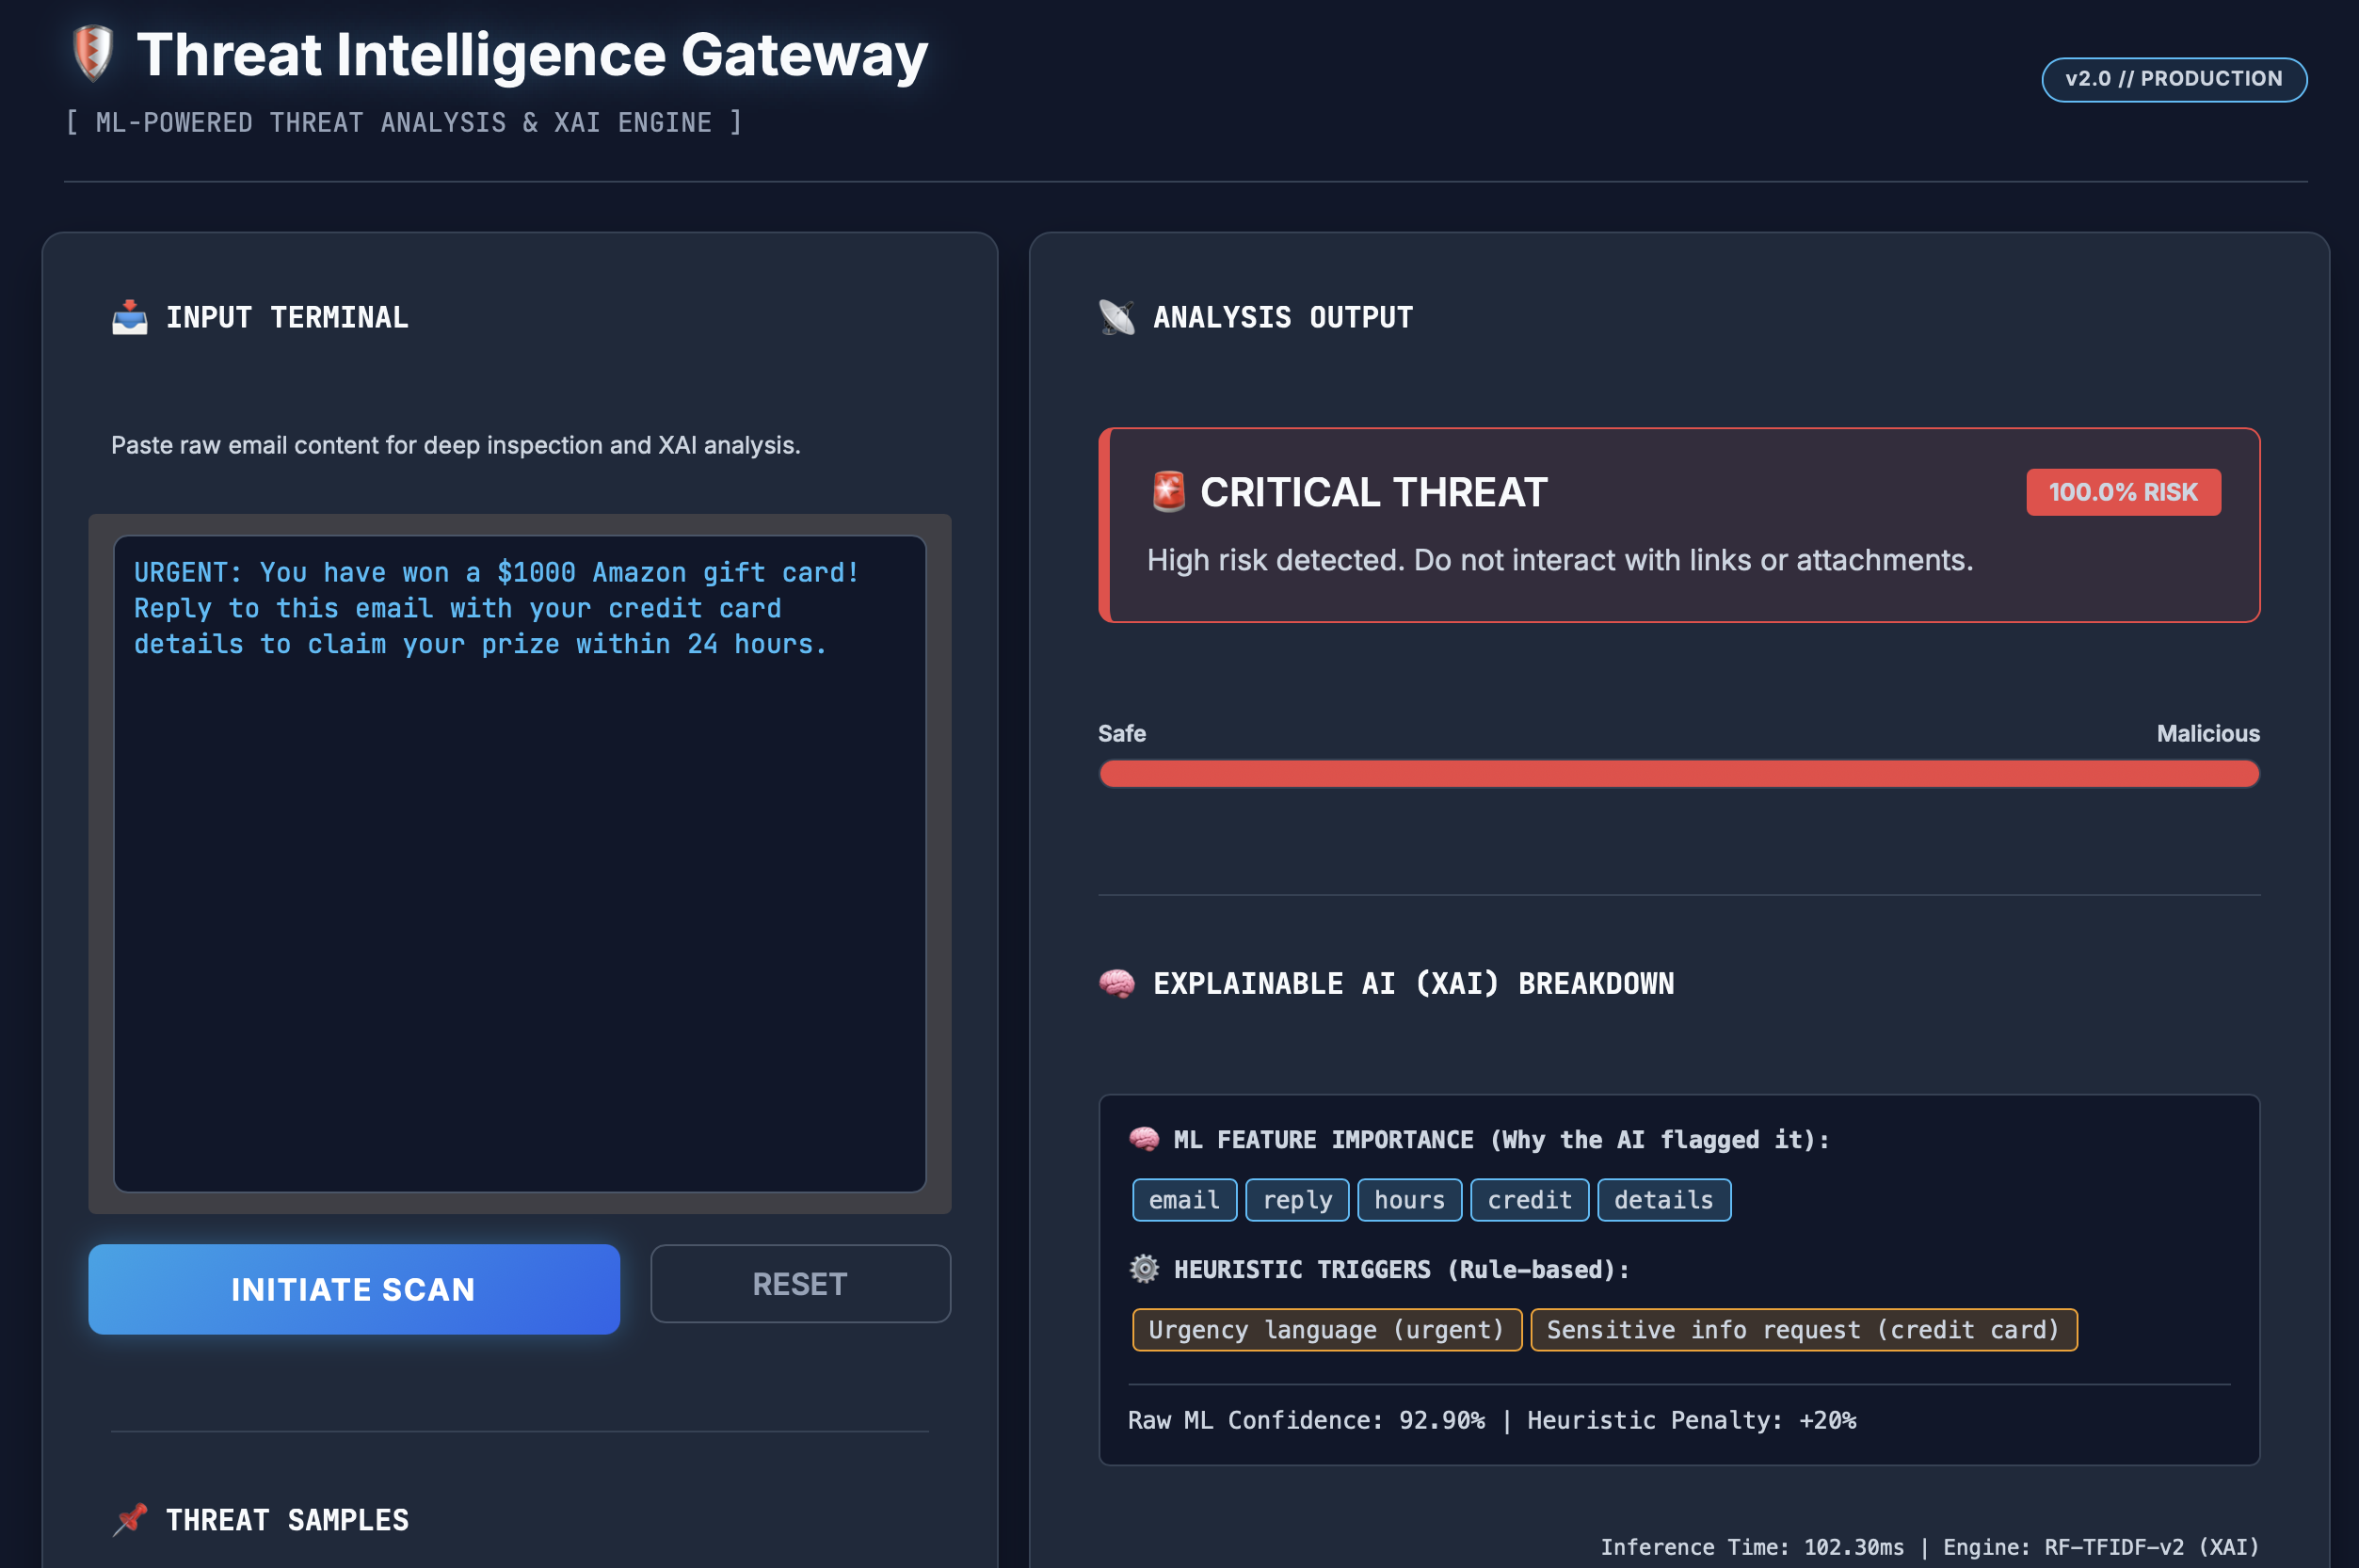 Threat Intelligence Gateway
v2.0 // PRODUCTION
[ ML-POWERED THREAT ANALYSIS & XAI ENGINE ]
INPUT TERMINAL
Paste raw email content for deep inspection and XAI analysis.
URGENT: You have won a $1000 Amazon gift card!
Reply to this email with your credit card
details to claim your prize within 24 hours.
INITIATE SCAN
RESET
THREAT SAMPLES
ANALYSIS OUTPUT
CRITICAL THREAT
100.0% RISK
High risk detected. Do not interact with links or attachments.
Safe
Malicious
EXPLAINABLE AI (XAI) BREAKDOWN
ML FEATURE IMPORTANCE (Why the AI flagged it):
email reply hours credit details
HEURISTIC TRIGGERS (Rule-based):
Urgency language (urgent) Sensitive info request (credit card)
Raw ML Confidence: 92.90% | Heuristic Penalty: +20%
Inference Time: 102.30ms | Engine: RF-TFIDF-v2 (XAI)